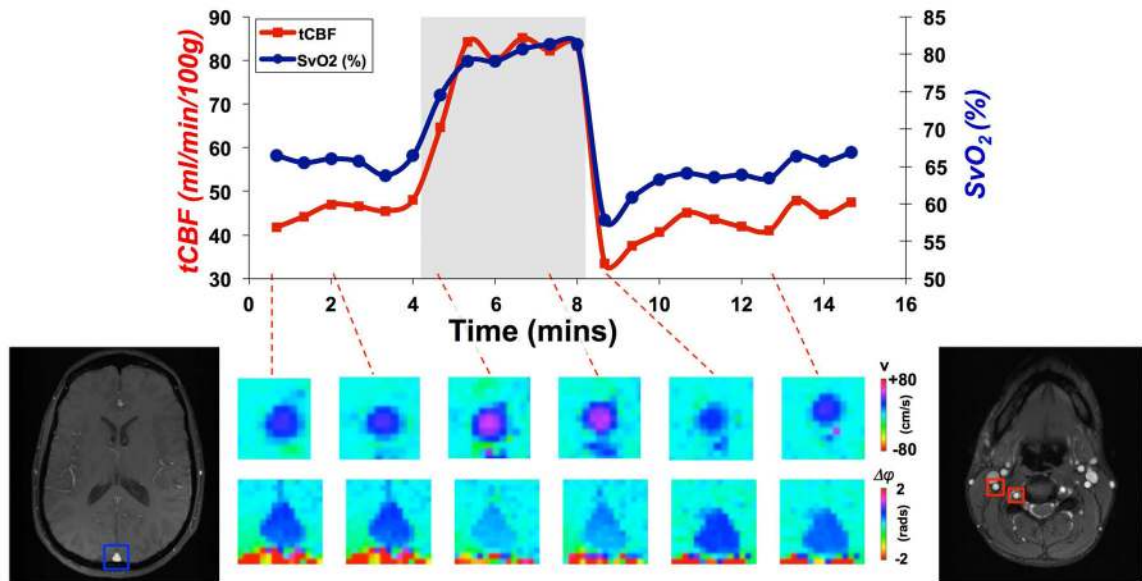 90
80
70
60
50
40
30
tCBF (ml/min/100g)
tCBF
SvO2 (%)
85
80
75
70
65
60
55
50
SvO₂ (%)
0 2 4 6 8 10 12 14 16
Time (mins)
v
+80
(cm/s)
-80
Δφ
2
(rads)
-2